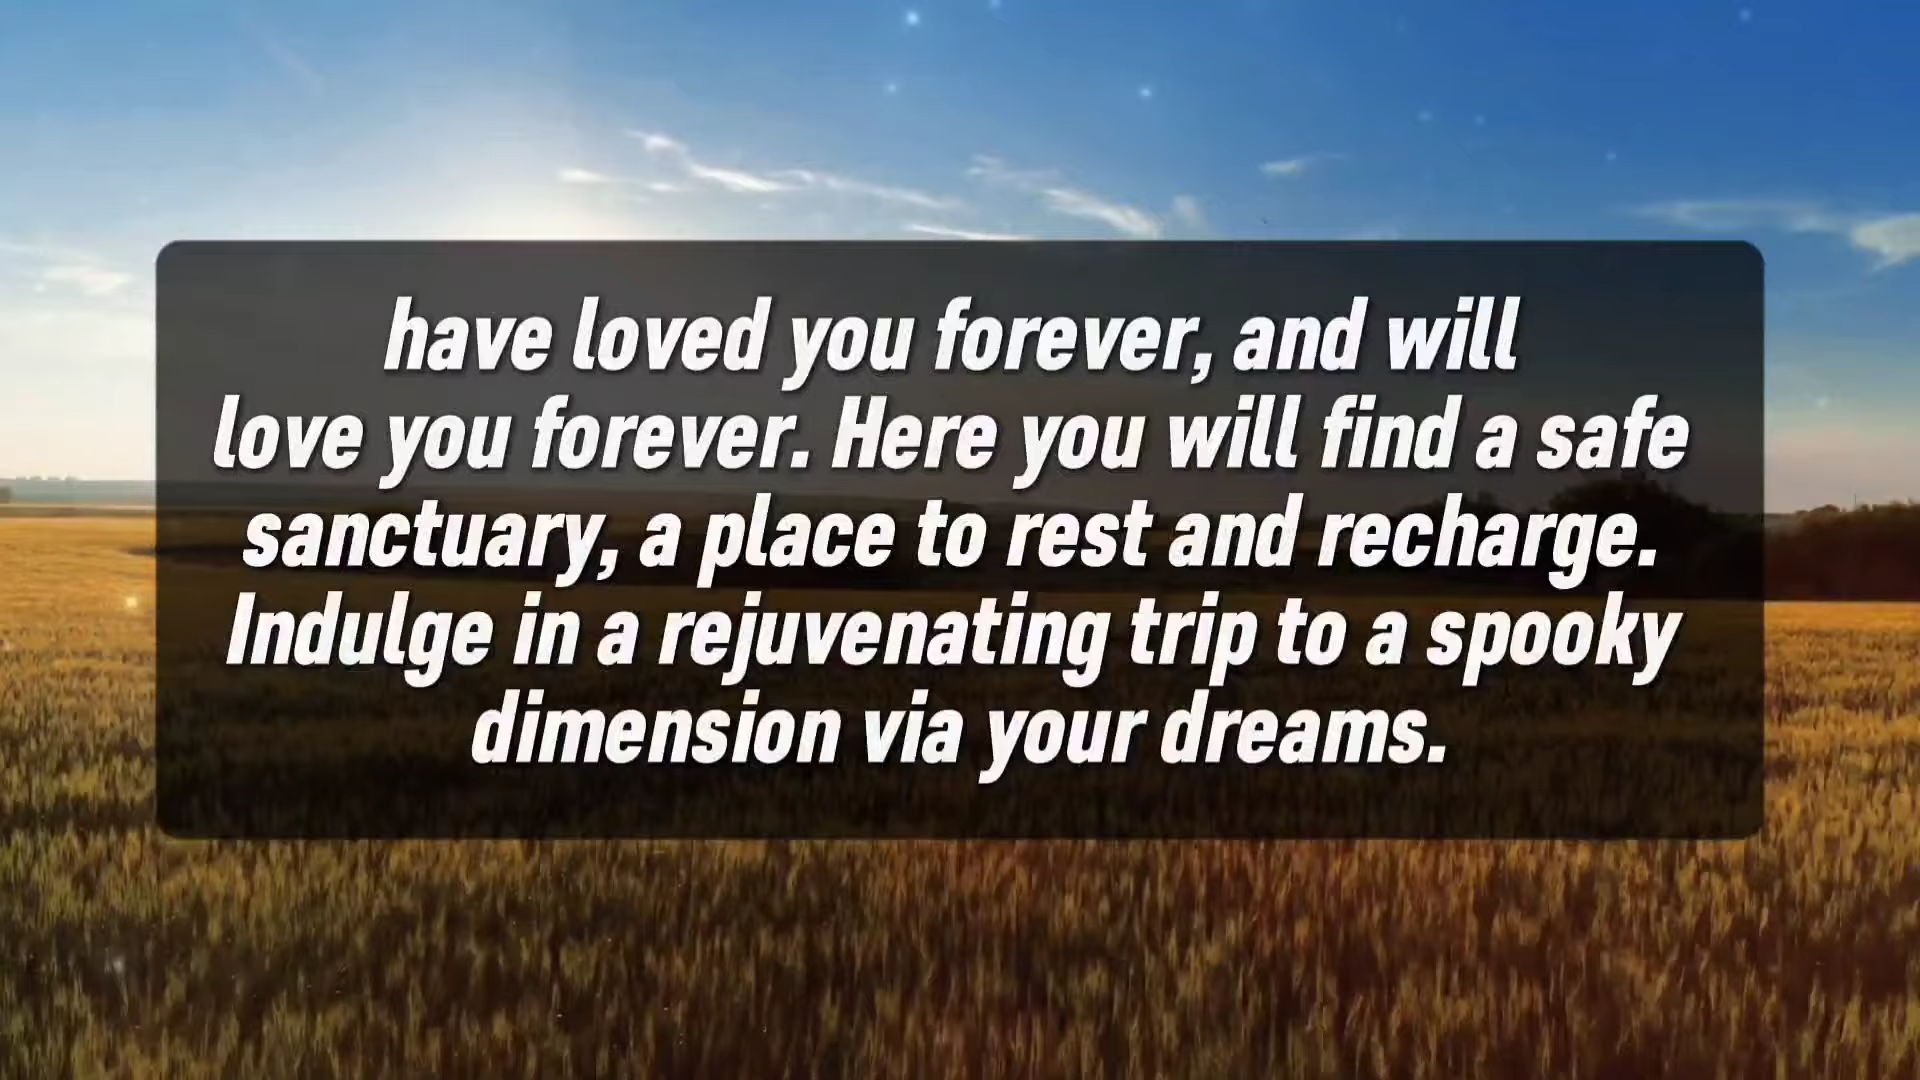 have loved you forever, and will
love you forever. Here you will find a safe
sanctuary, a place to rest and recharge.
Indulge in a rejuvenating trip to a spooky
dimension via your dreams.